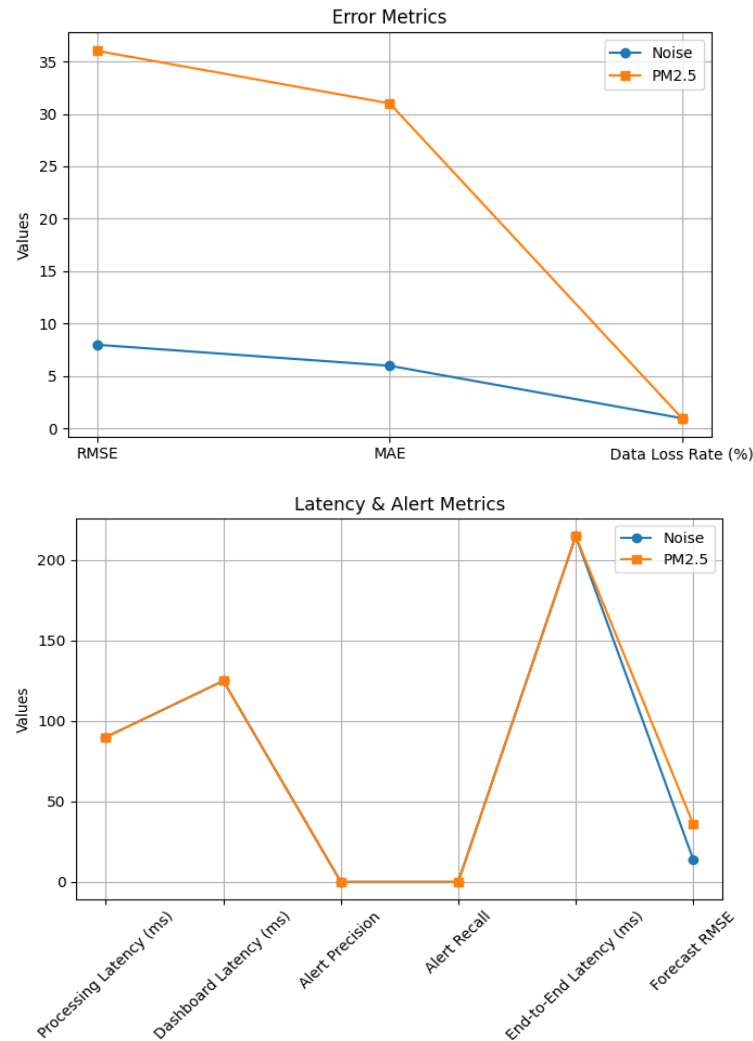 Error Metrics
Noise
PM2.5
35
30
25
20
15
10
5
0
Values
RMSE
MAE
Data Loss Rate (%)
Latency & Alert Metrics
Noise
PM2.5
200
150
100
50
0
Values
Processing Latency (ms)
Dashboard Latency (ms)
Alert Precision
Alert Recall
End-to-End Latency (ms)
Forecast RMSE